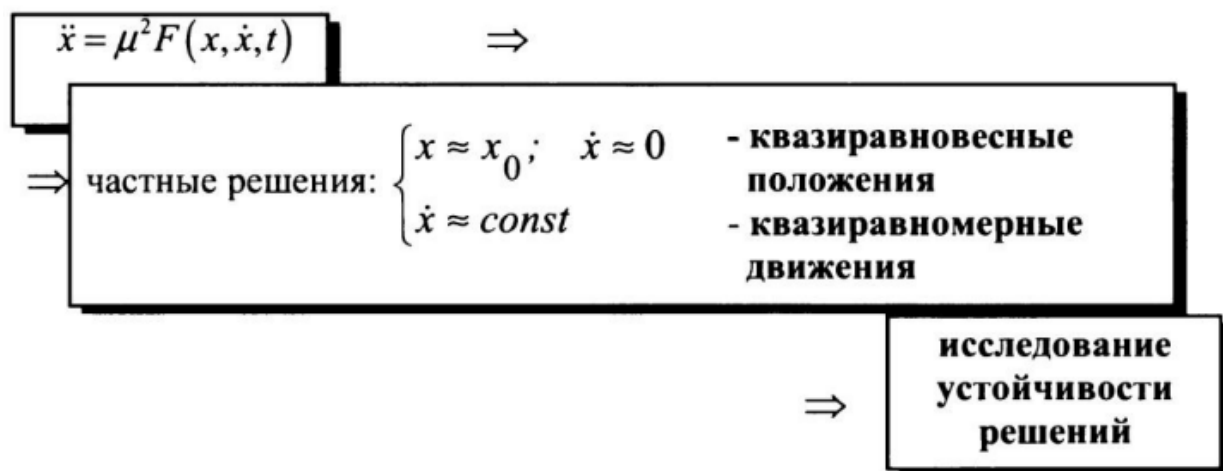 ẍ = μ²F(x, ẋ, t) ⇒
⇒ частные решения: { x ≈ x₀; ẋ ≈ 0 - квазиравновесные
положения
ẋ ≈ const - квазиравномерные
движения
⇒ исследование
устойчивости
решений